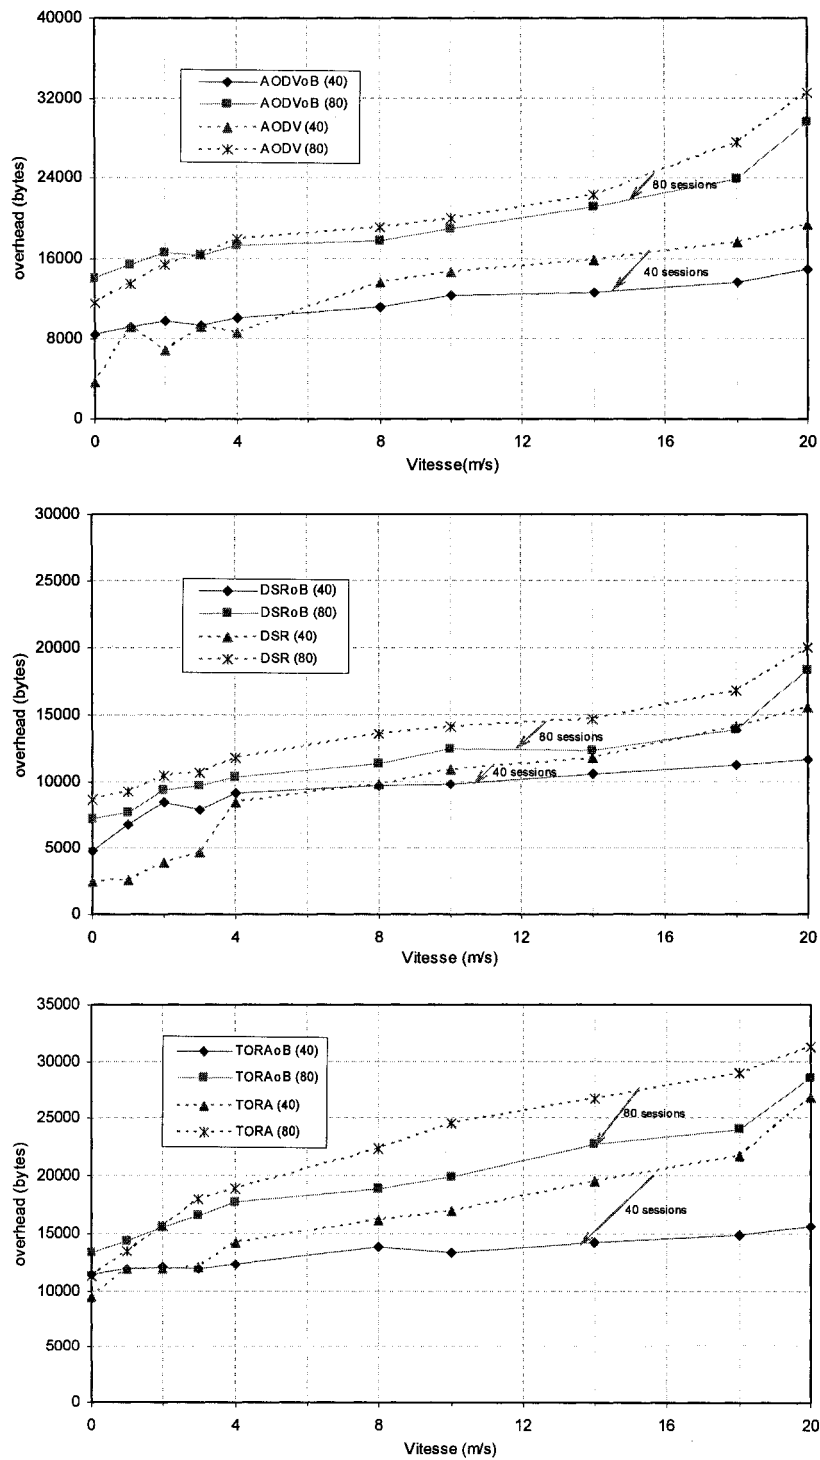 40000
AODVoB (40)
AODVoB (80)
AODV (40)
AODV (80)
32000
24000
80 sessions
16000
40 sessions
8000
0
overhead (bytes)
0 4 8 12 16 20
Vitesse(m/s)
30000
25000
DSRoB (40)
DSRoB (80)
DSR (40)
DSR (80)
20000
15000
80 sessions
40 sessions
10000
5000
0
overhead (bytes)
0 4 8 12 16 20
Vitesse (m/s)
35000
TORAoB (40)
TORAoB (80)
TORA (40)
TORA (80)
30000
25000
80 sessions
20000
40 sessions
15000
10000
5000
0
overhead (bytes)
0 4 8 12 16 20
Vitesse (m/s)